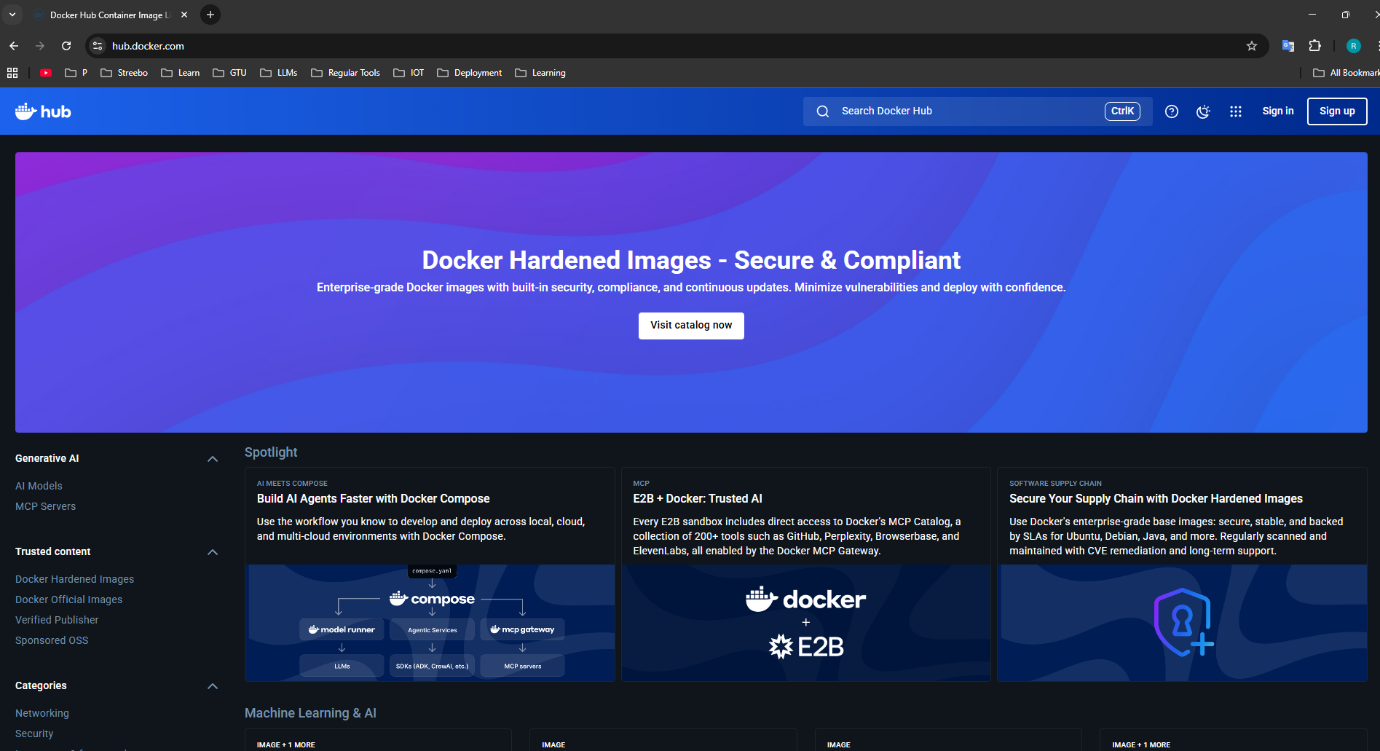 Docker Hub Container Image Li
hub.docker.com
R
P
Streebo
Learn
GTU
LLMs
Regular Tools
IOT
Deployment
Learning
All Bookmark
hub
Search Docker Hub
CtrlK
Sign in
Sign up
Docker Hardened Images - Secure & Compliant
Enterprise-grade Docker images with built-in security, compliance, and continuous updates. Minimize vulnerabilities and deploy with confidence.
Visit catalog now
Generative AI
AI Models
MCP Servers
Trusted content
Docker Hardened Images
Docker Official Images
Verified Publisher
Sponsored OSS
Categories
Networking
Security
Spotlight
AI MEETS COMPOSE
Build AI Agents Faster with Docker Compose
Use the workflow you know to develop and deploy across local, cloud,
and multi-cloud environments with Docker Compose.
compose.yaml
compose
model runner
Agentic Services
mcp gateway
LLMs
SDKs (ADK, CrewAI, etc.)
MCP servers
MCP
E2B + Docker: Trusted AI
Every E2B sandbox includes direct access to Docker's MCP Catalog, a
collection of 200+ tools such as GitHub, Perplexity, Browserbase, and
ElevenLabs, all enabled by the Docker MCP Gateway.
docker
+
E2B
SOFTWARE SUPPLY CHAIN
Secure Your Supply Chain with Docker Hardened Images
Use Docker's enterprise-grade base images: secure, stable, and backed
by SLAs for Ubuntu, Debian, Java, and more. Regularly scanned and
maintained with CVE remediation and long-term support.
Machine Learning & AI
IMAGE + 1 MORE
IMAGE
IMAGE
IMAGE + 1 MORE